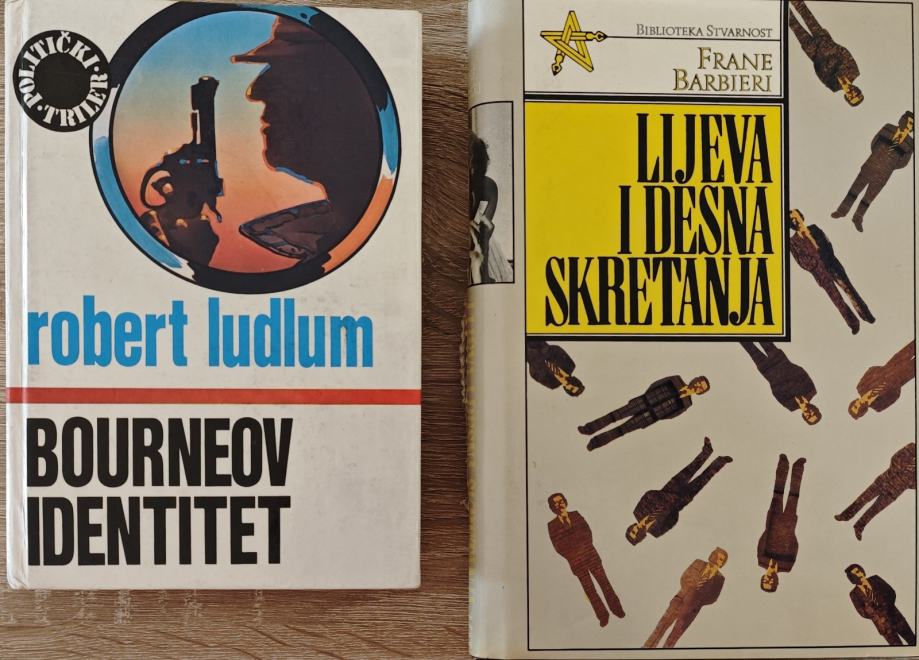 POLITIČKI
TRILER
robert ludlum
BOURNEOV
IDENTITET
BIBLIOTEKA STVARNOST
FRANE
BARBIERI
LIJEVA
I DESNA
SKRETANJA